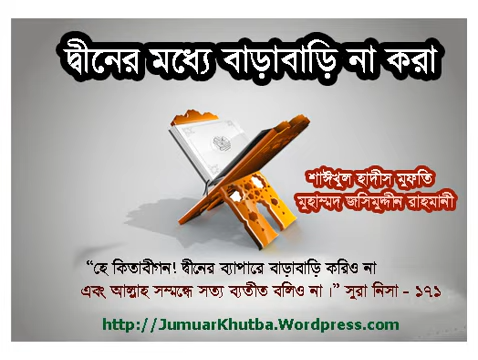 দ্বীনের মধ্যে বাড়াবাড়ি না করা
শাঈখুল হাদীস মুফতি
মুহাম্মদ জসিমুদ্দীন রাহমানী
“হে কিতাবীগন! দ্বীনের ব্যাপারে বাড়াবাড়ি করিও না
এবং আল্লাহ সম্মন্ধে সত্য ব্যতীত বলিও না ।” সুরা নিসা - ১৭১
http://JumuarKhutba.Wordpress.com